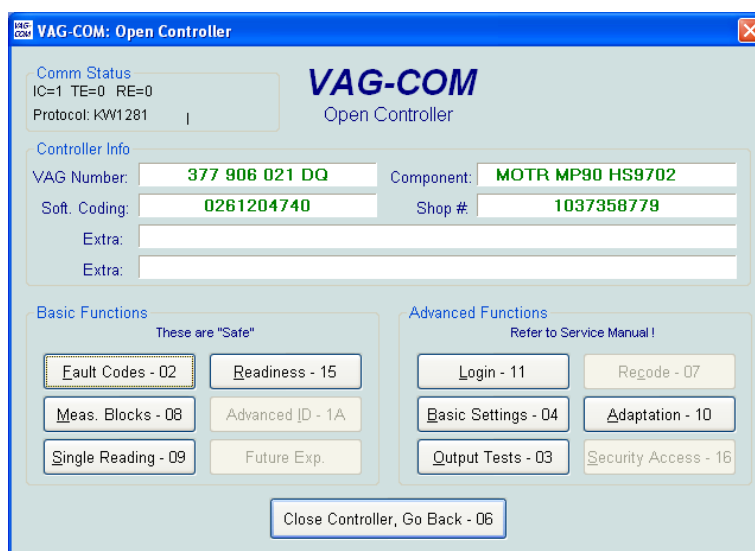 VAG-COM VAG-COM: Open Controller
Comm Status
IC=1 TE=0 RE=0
Protocol: KW1281
VAG-COM
Open Controller
Controller Info
VAG Number: 377 906 021 DQ Component: MOTR MP90 HS9702
Soft. Coding: 0261204740 Shop #: 1037358779
Extra:
Extra:
Basic Functions
These are "Safe"
Fault Codes - 02 Readiness - 15
Meas. Blocks - 08 Advanced ID - 1A
Single Reading - 09 Future Exp.
Advanced Functions
Refer to Service Manual !
Login - 11 Recode - 07
Basic Settings - 04 Adaptation - 10
Output Tests - 03 Security Access - 16
Close Controller, Go Back - 06